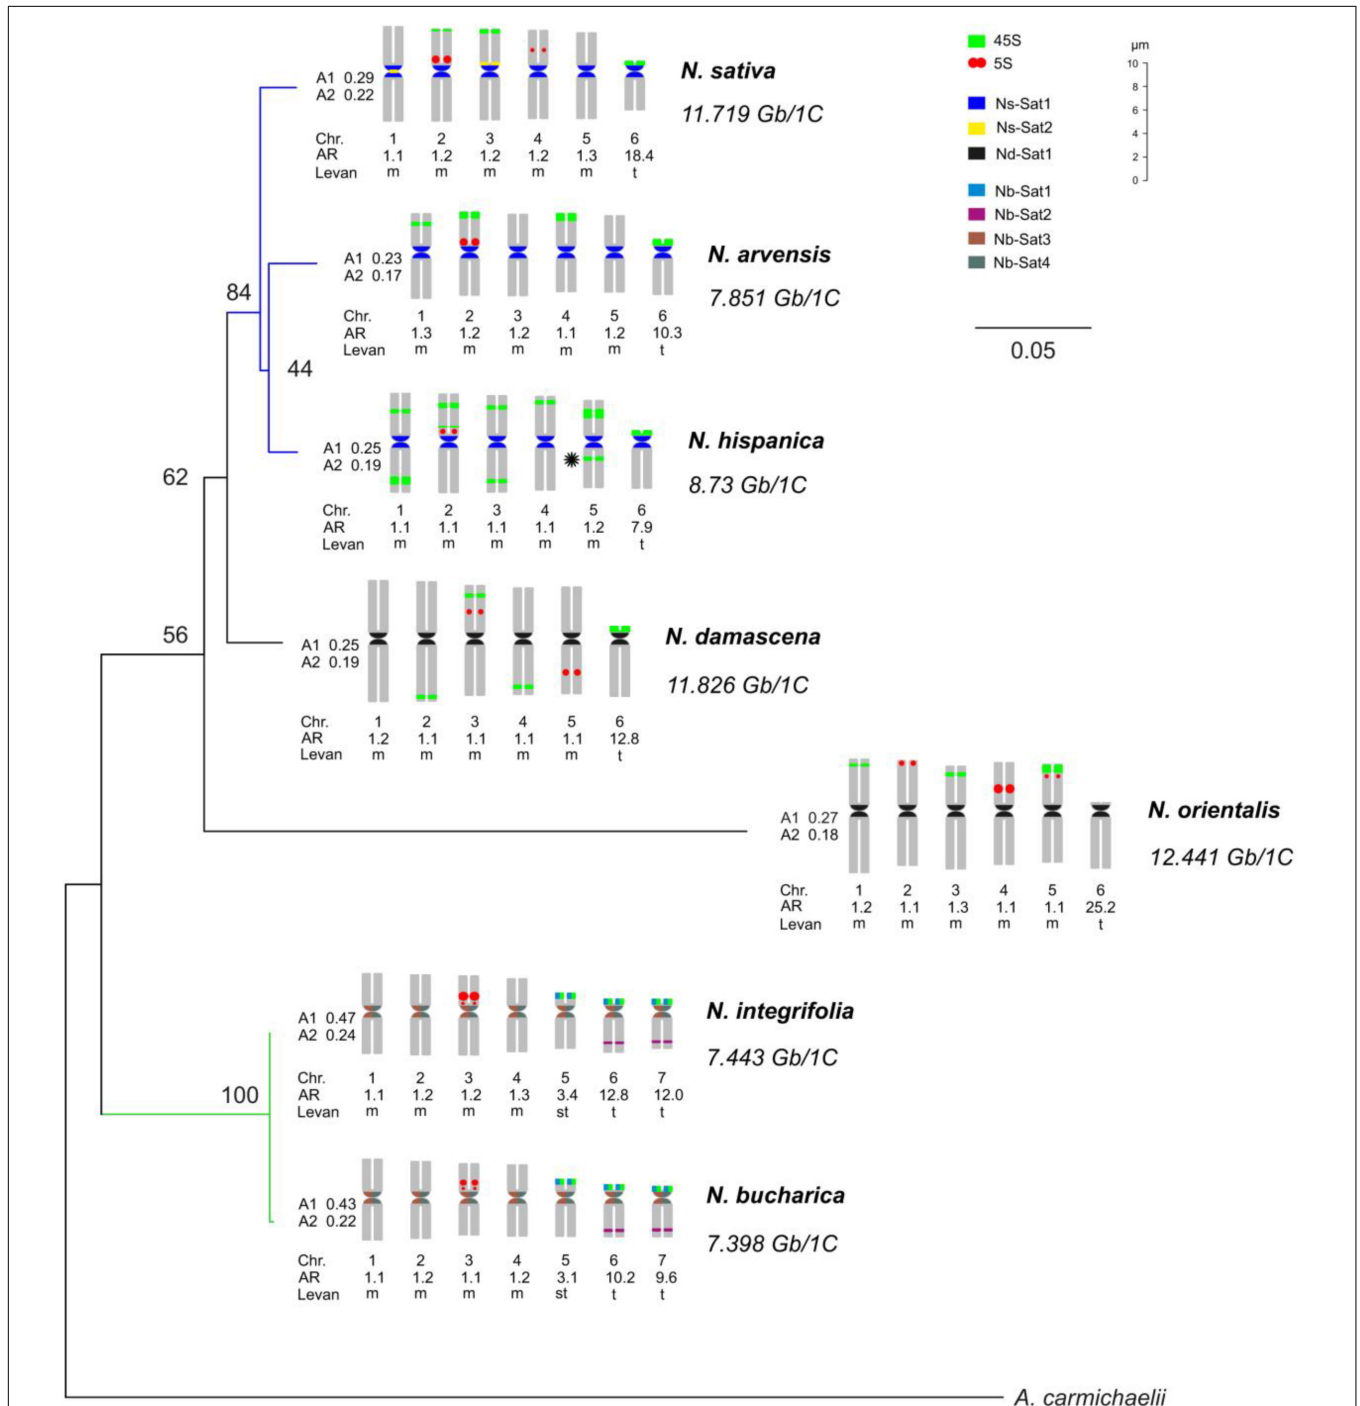 45S
5S
Ns-Sat1
Ns-Sat2
Nd-Sat1
Nb-Sat1
Nb-Sat2
Nb-Sat3
Nb-Sat4
µm
10
8
6
4
2
0
0.05
A1 0.29
A2 0.22
N. sativa
11.719 Gb/1C
Chr. 1 2 3 4 5 6
AR 1.1 1.2 1.2 1.2 1.3 18.4
Levan m m m m m t
A1 0.23
A2 0.17
N. arvensis
7.851 Gb/1C
Chr. 1 2 3 4 5 6
AR 1.3 1.2 1.2 1.1 1.2 10.3
Levan m m m m m t
84
44
A1 0.25
A2 0.19
N. hispanica
8.73 Gb/1C
Chr. 1 2 3 4 5 6
AR 1.1 1.1 1.1 1.1 1.2 7.9
Levan m m m m m t
62
A1 0.25
A2 0.19
N. damascena
11.826 Gb/1C
Chr. 1 2 3 4 5 6
AR 1.2 1.1 1.1 1.1 1.1 12.8
Levan m m m m m t
56
A1 0.27
A2 0.18
N. orientalis
12.441 Gb/1C
Chr. 1 2 3 4 5 6
AR 1.2 1.1 1.3 1.1 1.1 25.2
Levan m m m m m t
A1 0.47
A2 0.24
N. integrifolia
7.443 Gb/1C
Chr. 1 2 3 4 5 6 7
AR 1.1 1.2 1.2 1.3 3.4 12.8 12.0
Levan m m m m st t t
100
A1 0.43
A2 0.22
N. bucharica
7.398 Gb/1C
Chr. 1 2 3 4 5 6 7
AR 1.1 1.2 1.1 1.2 3.1 10.2 9.6
Levan m m m m st t t
A. carmichaelii